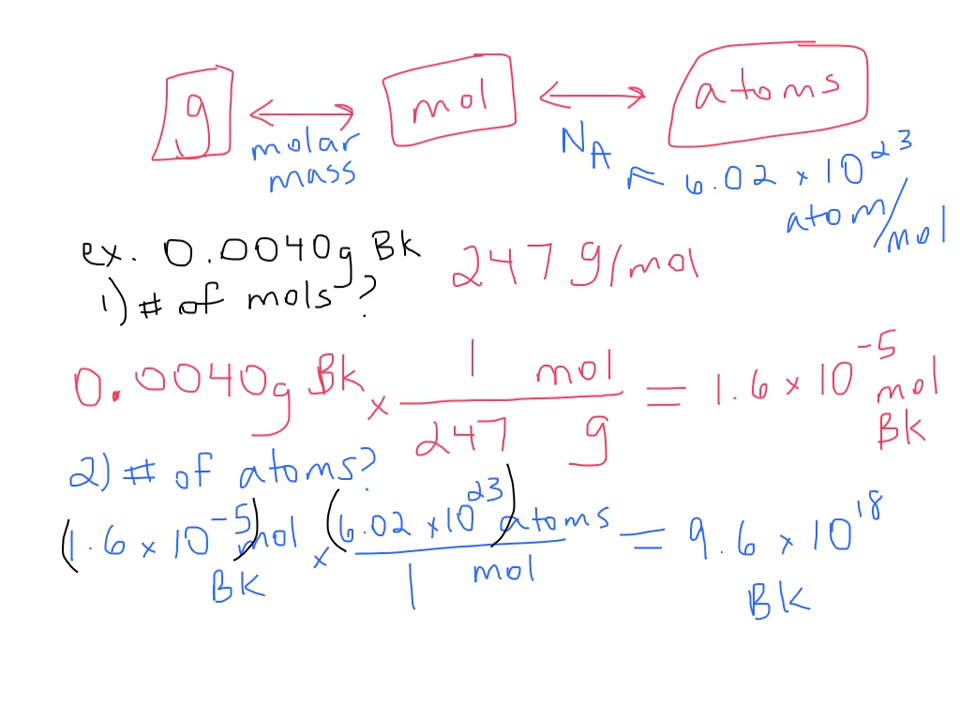 g ⟷ mol ⟷ atoms
molar mass
N_A ≈ 6.02 × 10^23 atom/mol
ex. 0.0040g Bk 247 g/mol
1) # of mols?
0.0040g Bk × 1 mol / 247 g = 1.6 × 10^-5 mol Bk
2) # of atoms?
(1.6 × 10^-5) mol Bk × (6.02 × 10^23) atoms / 1 mol = 9.6 × 10^18 Bk